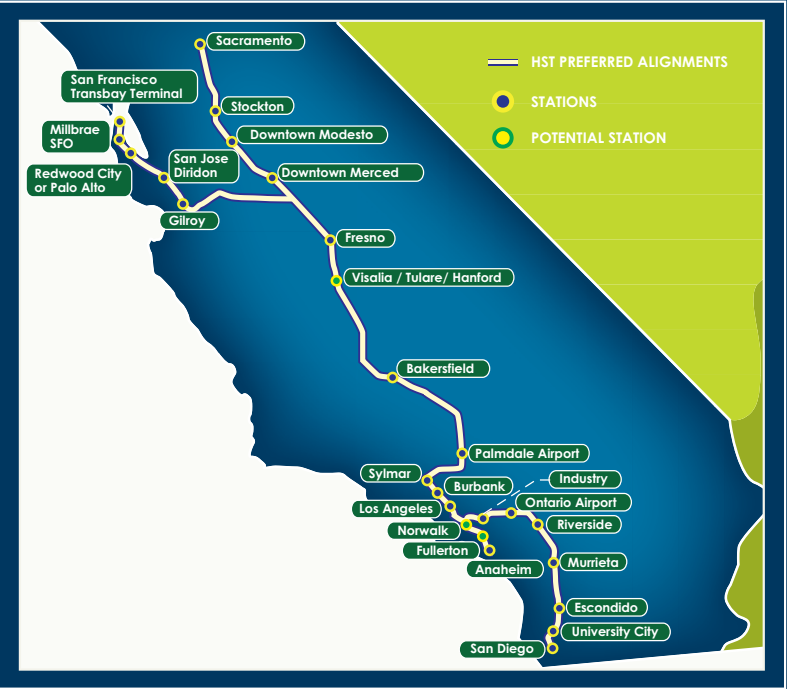 Sacramento
HST PREFERRED ALIGNMENTS
San Francisco
Transbay Terminal
STATIONS
Stockton
Millbrae
SFO
Downtown Modesto
POTENTIAL STATION
San Jose
Diridon
Redwood City
or Palo Alto
Downtown Merced
Gilroy
Fresno
Visalia / Tulare/ Hanford
Bakersfield
Palmdale Airport
Sylmar
Burbank
Industry
Los Angeles
Ontario Airport
Norwalk
Riverside
Fullerton
Anaheim
Murrieta
Escondido
University City
San Diego